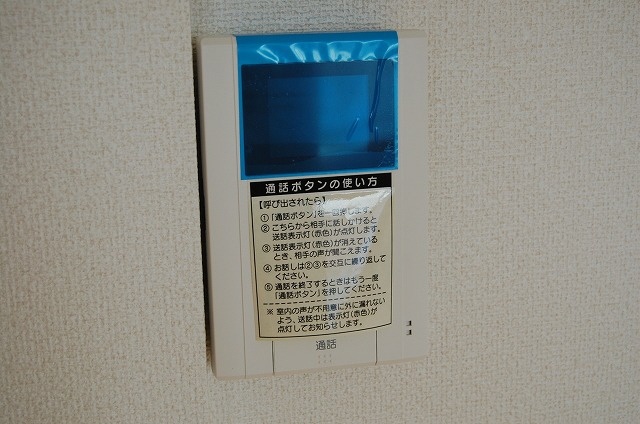 通話ボタンの使い方
【呼び出されたら】
①「通話ボタン」を一回押します。
② こちらから相手に話しかけると
送話表示灯(赤色)が点灯します。
③ 送話表示灯(赤色)が消えている
とき、相手の声が聞こえます。
④ お話しは②③を交互に繰り返して
ください。
⑤ 通話を終了するときはもう一度
「通話ボタン」を押してください。
※ 室内の声が不用意に外に漏れない
よう、送話中は表示灯(赤色)が
点灯してお知らせします。
通話